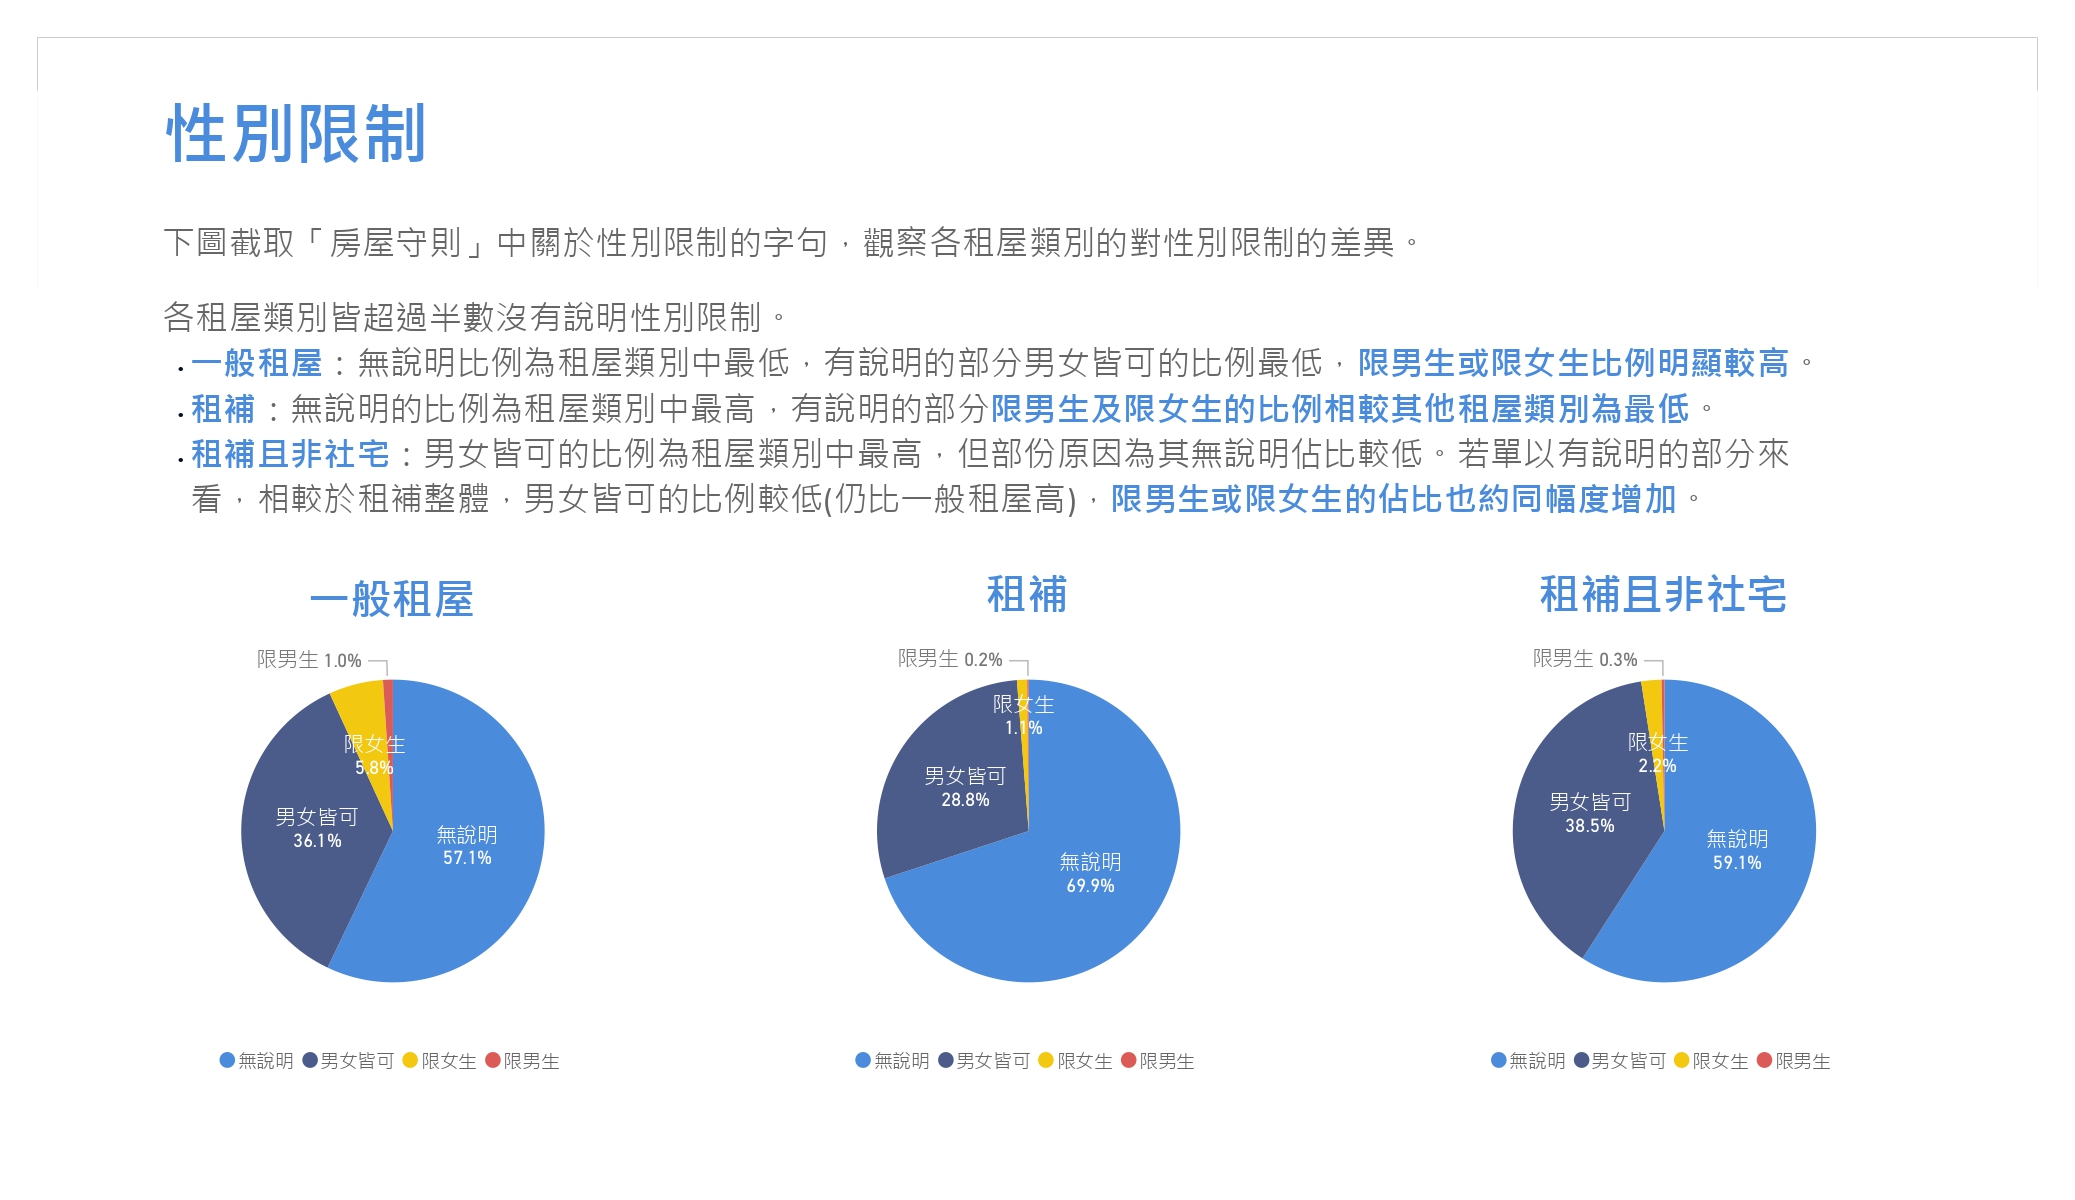 性別限制
下圖截取「房屋守則」中關於性別限制的字句，觀察各租屋類別的對性別限制的差異。
各租屋類別皆超過半數沒有說明性別限制。
• 一般租屋：無說明比例為租屋類別中最低，有說明的部分男女皆可的比例最低，限男生或限女生比例明顯較高。
• 租補：無說明的比例為租屋類別中最高，有說明的部分限男生及限女生的比例相較其他租屋類別為最低。
• 租補且非社宅：男女皆可的比例為租屋類別中最高，但部份原因為其無說明佔比較低。若單以有說明的部分來
看，相較於租補整體，男女皆可的比例較低(仍比一般租屋高)，限男生或限女生的佔比也約同幅度增加。
一般租屋
限男生 1.0%
限女生
5.8%
男女皆可
36.1%
無說明
57.1%
無說明 男女皆可 限女生 限男生
租補
限男生 0.2%
限女生
1.1%
男女皆可
28.8%
無說明
69.9%
無說明 男女皆可 限女生 限男生
租補且非社宅
限男生 0.3%
限女生
2.2%
男女皆可
38.5%
無說明
59.1%
無說明 男女皆可 限女生 限男生